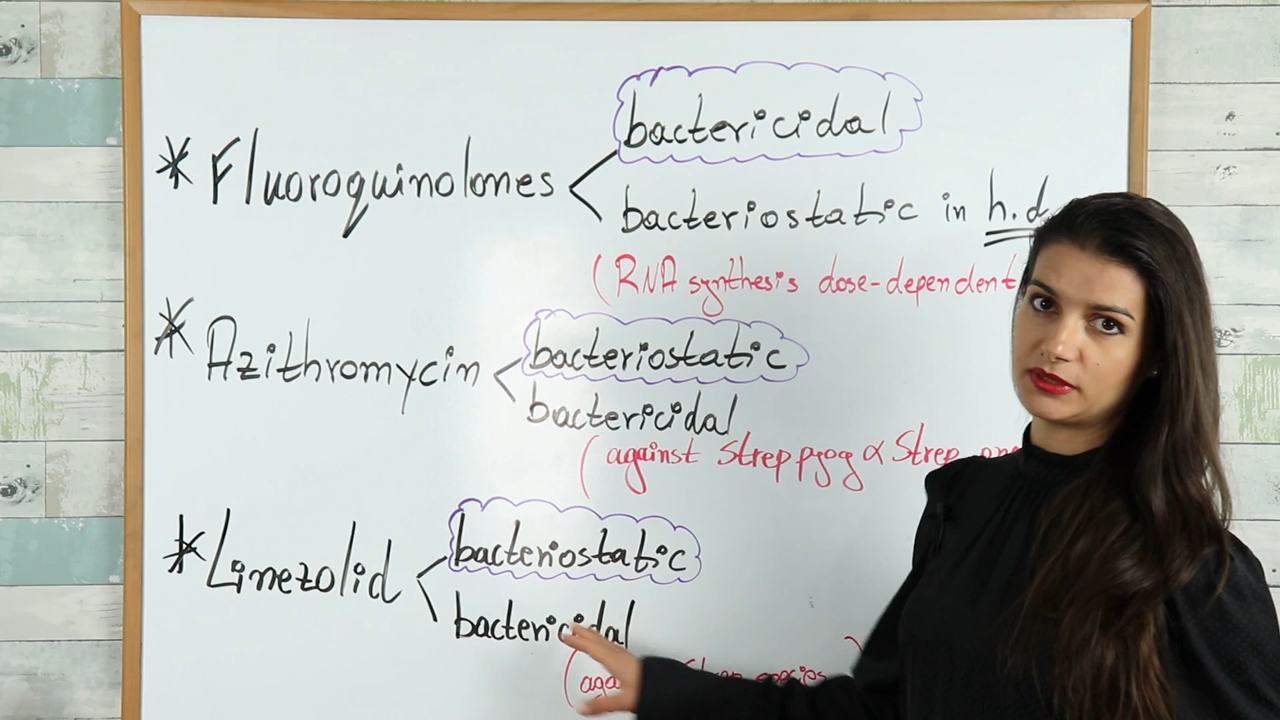 bactericidal
* Fluoroquinolones <
bacteriostatic in h.d
(RNA synthesis dose-dependent
* Azithromycin < bacteriostatic
bactericidal
(against Strep pyog & Strep
* Linezolid < bacteriostatic
bactericidal
(